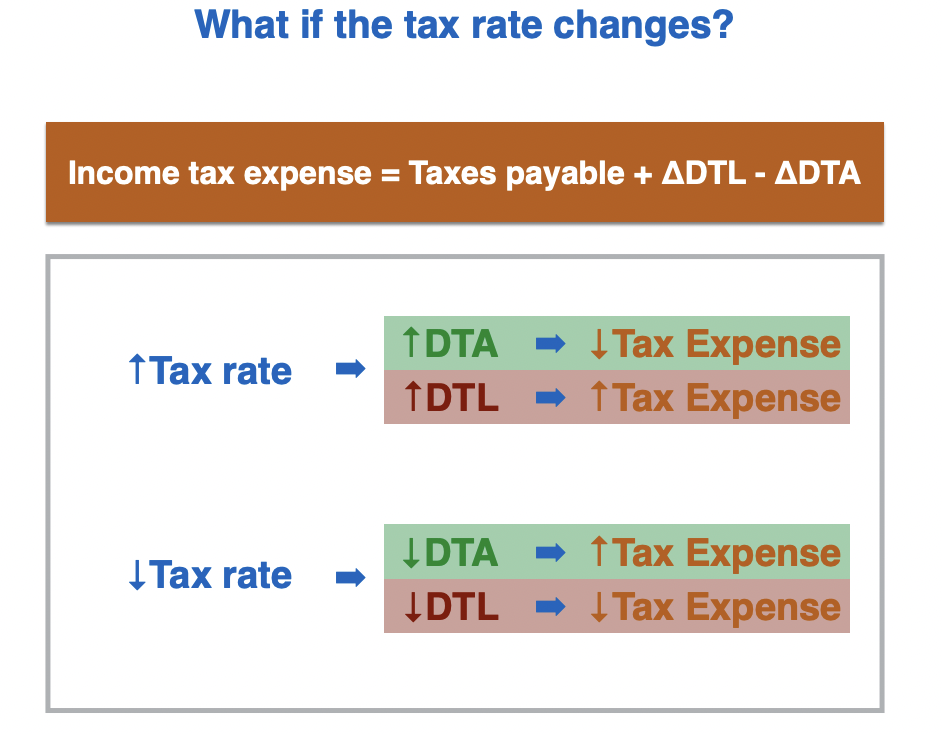 What if the tax rate changes?
Income tax expense = Taxes payable + ΔDTL - ΔDTA
↑Tax rate ➡ ↑DTA ➡ ↓Tax Expense
↑DTL ➡ ↑Tax Expense
↓Tax rate ➡ ↓DTA ➡ ↑Tax Expense
↓DTL ➡ ↓Tax Expense